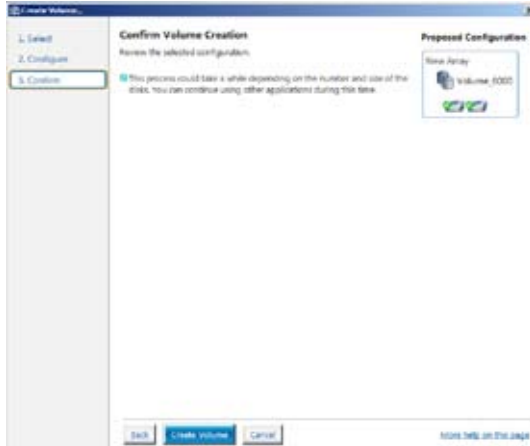 Create Volume...
1. Select
2. Configure
3. Confirm
Confirm Volume Creation
Review the selected configuration.
This process could take a while depending on the number and size of the
disks. You can continue using other applications during this time.
Proposed Configuration
New Array
Volume_0000
Back
Create Volume
Cancel
More help on this page